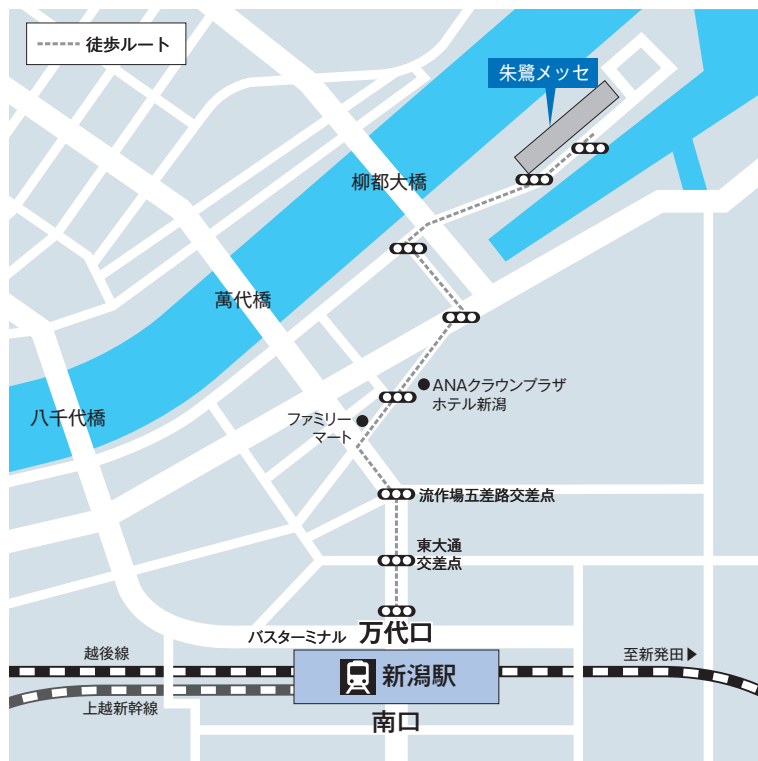 徒歩ルート
朱鷺メッセ
柳都大橋
萬代橋
八千代橋
ANAクラウンプラザ
ホテル新潟
ファミリー
マート
流作場五差路交差点
東大通
交差点
バスターミナル
万代口
越後線
至新発田▶
新潟駅
上越新幹線
南口